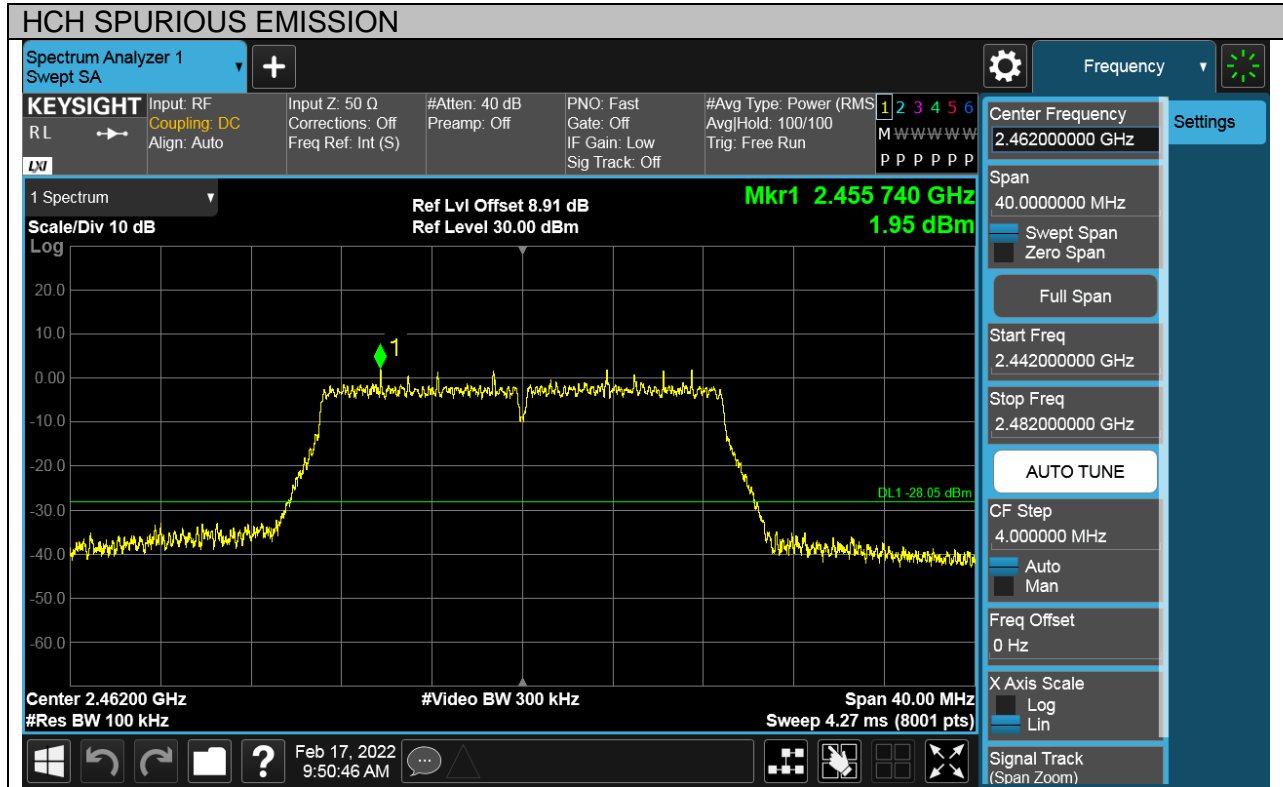 HCH SPURIOUS EMISSION
Spectrum Analyzer 1
Swept SA
+
Frequency
KEYSIGHT
RL
LXI
Input: RF
Coupling: DC
Align: Auto
Input Z: 50 Ω
Corrections: Off
Freq Ref: Int (S)
#Atten: 40 dB
Preamp: Off
PNO: Fast
Gate: Off
IF Gain: Low
Sig Track: Off
#Avg Type: Power (RMS
Avg|Hold: 100/100
Trig: Free Run
1 2 3 4 5 6
M W W W W W
P P P P P P
1 Spectrum
Scale/Div 10 dB
Log
Ref Lvl Offset 8.91 dB
Ref Level 30.00 dBm
Mkr1 2.455 740 GHz
1.95 dBm
20.0
10.0
1
0.00
-10.0
-20.0
DL1 -28.05 dBm
-30.0
-40.0
-50.0
-60.0
Center 2.46200 GHz
#Video BW 300 kHz
Span 40.00 MHz
#Res BW 100 kHz
Sweep 4.27 ms (8001 pts)
?
Feb 17, 2022
9:50:46 AM
Center Frequency
2.462000000 GHz
Settings
Span
40.0000000 MHz
Swept Span
Zero Span
Full Span
Start Freq
2.442000000 GHz
Stop Freq
2.482000000 GHz
AUTO TUNE
CF Step
4.000000 MHz
Auto
Man
Freq Offset
0 Hz
X Axis Scale
Log
Lin
Signal Track
(Span Zoom)